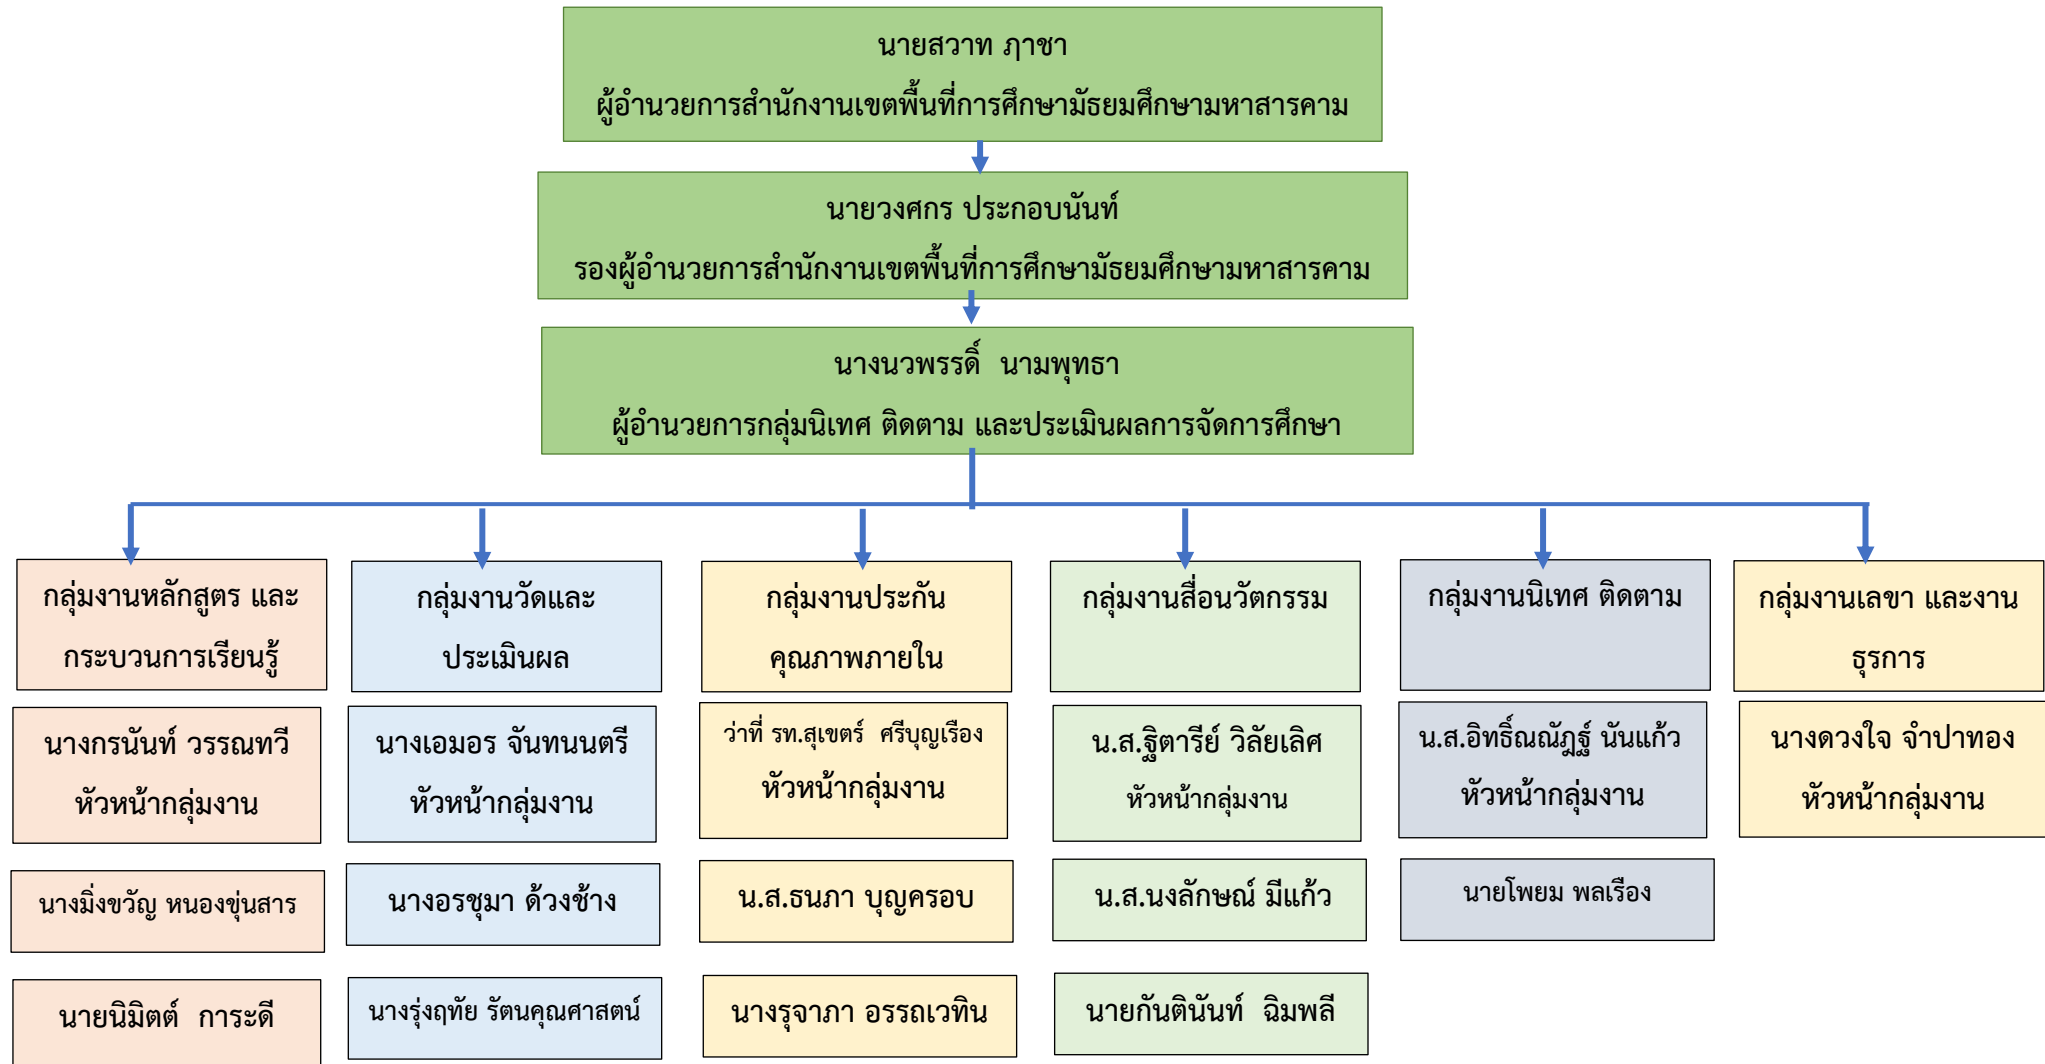 นายสวาท ฦาชา
ผู้อำนวยการสำนักงานเขตพื้นที่การศึกษามัธยมศึกษามหาสารคาม
นายวงศกร ประกอบนันท์
รองผู้อำนวยการสำนักงานเขตพื้นที่การศึกษามัธยมศึกษามหาสารคาม
นางนวพรรดิ์ นามพุทธา
ผู้อำนวยการกลุ่มนิเทศ ติดตาม และประเมินผลการจัดการศึกษา
กลุ่มงานหลักสูตร และ
กระบวนการเรียนรู้
นางกรนันท์ วรรณทวี
หัวหน้ากลุ่มงาน
นางมิ่งขวัญ หนองขุ่นสาร
นายนิมิตต์ การะดี
กลุ่มงานวัดและ
ประเมินผล
นางเอมอร จันทนนตรี
หัวหน้ากลุ่มงาน
นางอรชุมา ด้วงช้าง
นางรุ่งฤทัย รัตนคุณศาสตน์
กลุ่มงานประกัน
คุณภาพภายใน
ว่าที่ รท.สุเขตร์ ศรีบุญเรือง
หัวหน้ากลุ่มงาน
น.ส.ธนภา บุญครอบ
นางรุจาภา อรรถเวทิน
กลุ่มงานสื่อนวัตกรรม
น.ส.ฐิตารีย์ วิลัยเลิศ
หัวหน้ากลุ่มงาน
น.ส.นงลักษณ์ มีแก้ว
นายกันตินันท์ ฉิมพลี
กลุ่มงานนิเทศ ติดตาม
น.ส.อิทธิ์ณณัฎฐ์ นันแก้ว
หัวหน้ากลุ่มงาน
นายโพยม พลเรือง
กลุ่มงานเลขา และงาน
ธุรการ
นางดวงใจ จำปาทอง
หัวหน้ากลุ่มงาน